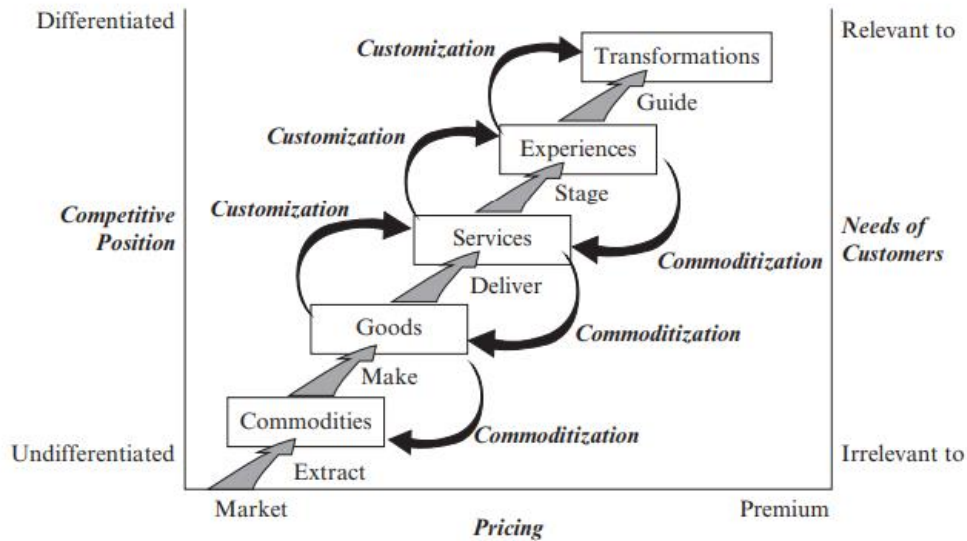 Differentiated
Relevant to
Customization
Transformations
Guide
Customization
Experiences
Stage
Competitive
Position
Customization
Services
Needs of
Customers
Commoditization
Deliver
Goods
Commoditization
Make
Commodities
Commoditization
Undifferentiated
Extract
Irrelevant to
Market
Premium
Pricing